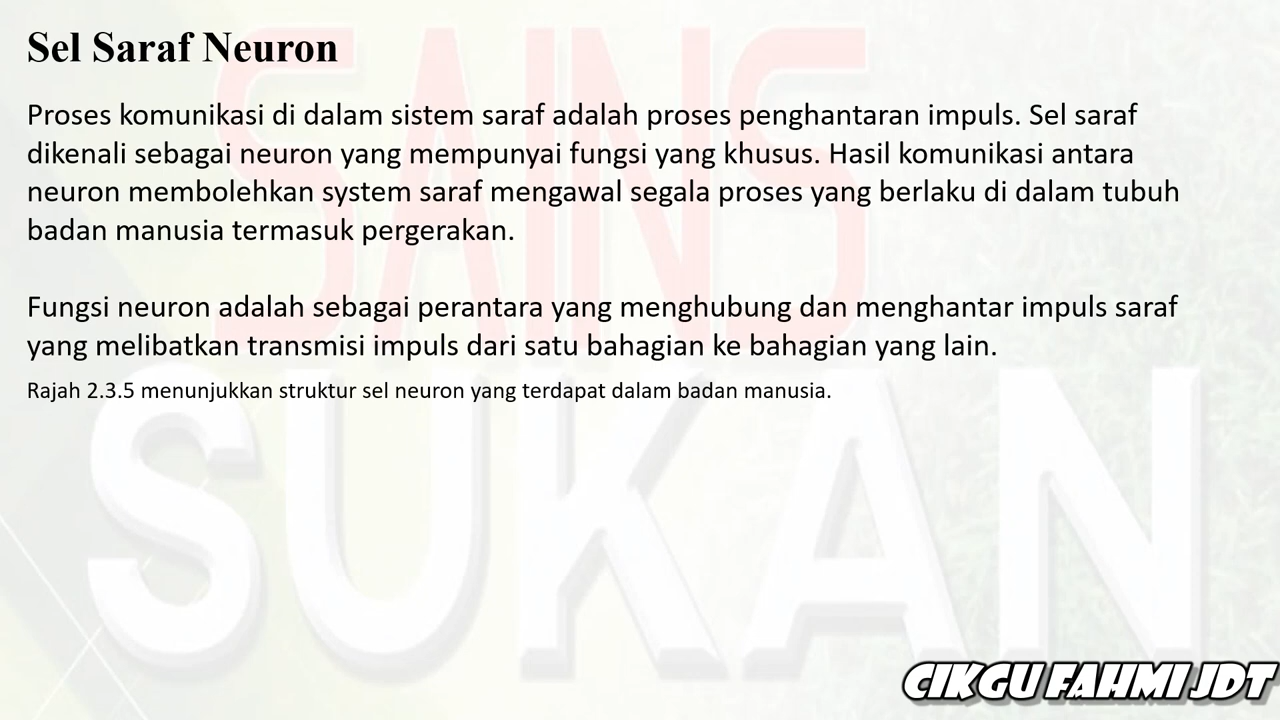 Sel Saraf Neuron
Proses komunikasi di dalam sistem saraf adalah proses penghantaran impuls. Sel saraf
dikenali sebagai neuron yang mempunyai fungsi yang khusus. Hasil komunikasi antara
neuron membolehkan system saraf mengawal segala proses yang berlaku di dalam tubuh
badan manusia termasuk pergerakan.
Fungsi neuron adalah sebagai perantara yang menghubung dan menghantar impuls saraf
yang melibatkan transmisi impuls dari satu bahagian ke bahagian yang lain.
Rajah 2.3.5 menunjukkan struktur sel neuron yang terdapat dalam badan manusia.
SAINS
SUKAN
CIKGU FAHMI JDT